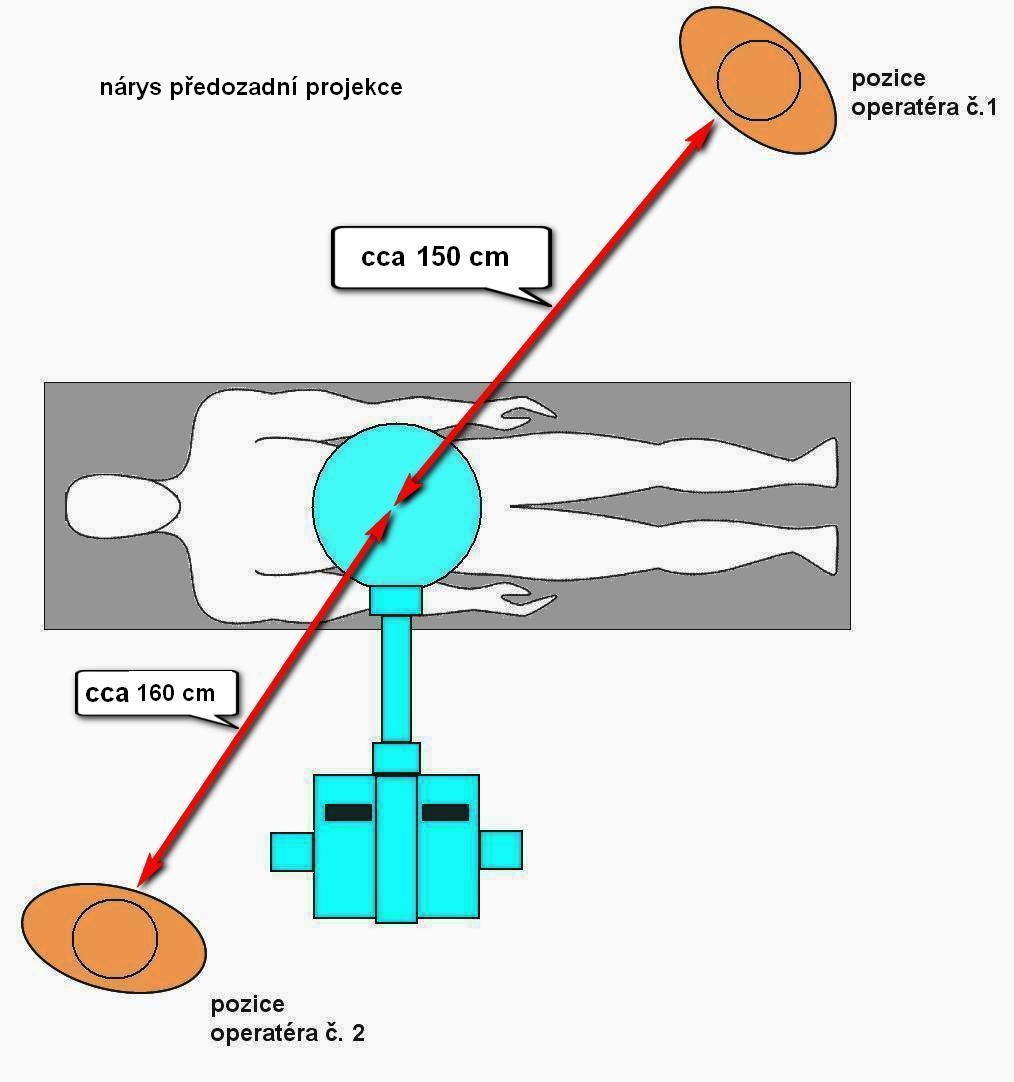 nárys předozadní projekce
pozice
operatéra č.1
cca 150 cm
cca 160 cm
pozice
operatéra č. 2